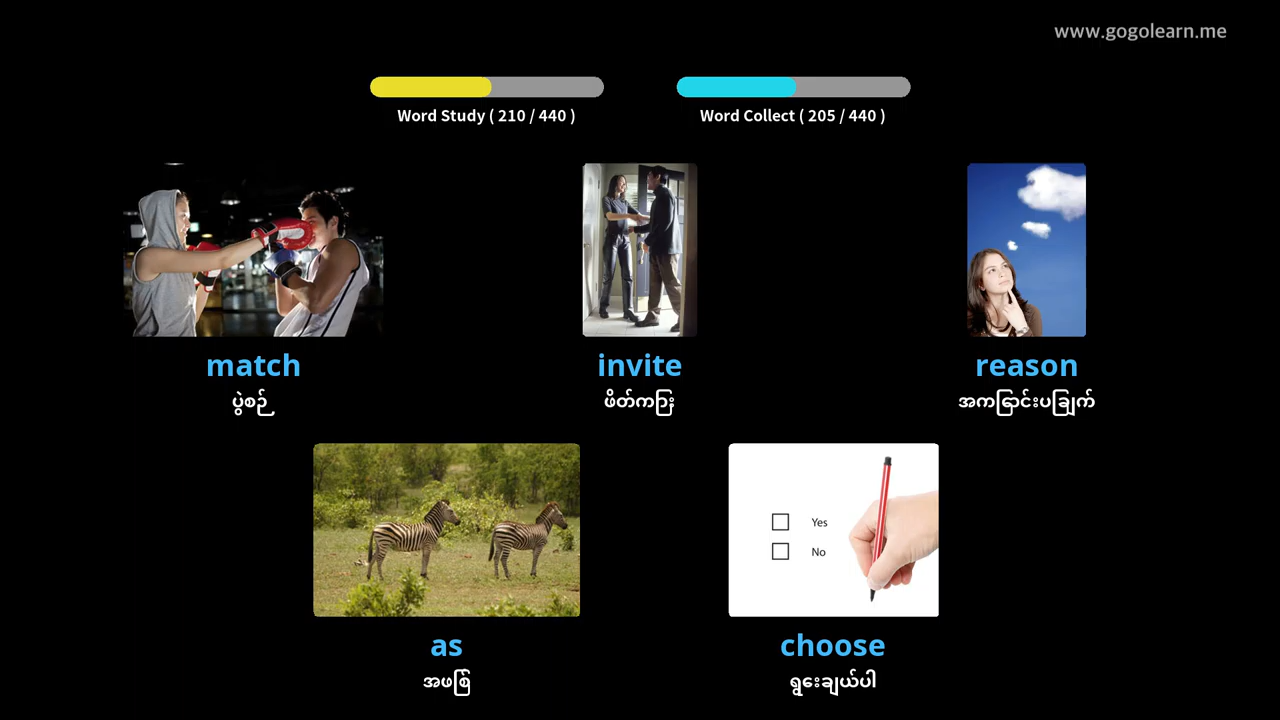 www.gogolearn.me
Word Study ( 210 / 440 )
Word Collect ( 205 / 440 )
match
ပွဲစဉ်
invite
ဖိတ်ကြား
reason
အကြောင်းပြချက်
Yes
No
as
အဖြစ်
choose
ရွေးချယ်ပါ